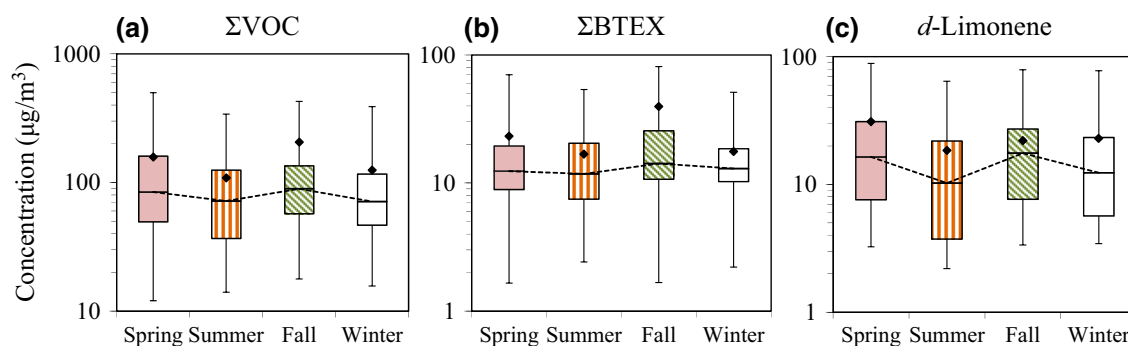 (a) ΣVOC
(b) ΣBTEX
(c) d-Limonene
Concentration (µg/m³)
1000
100
10
Spring Summer Fall Winter
100
10
1
Spring Summer Fall Winter
100
10
1
Spring Summer Fall Winter